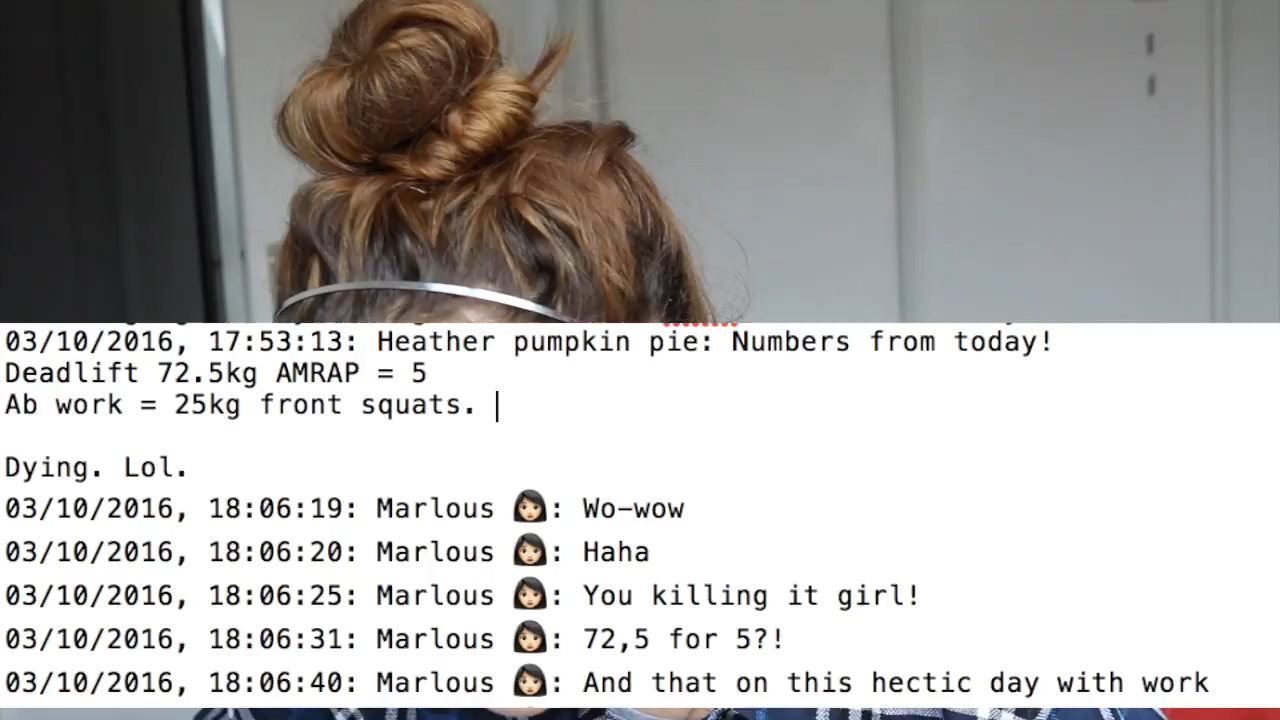 03/10/2016, 17:53:13: Heather pumpkin pie: Numbers from today!
Deadlift 72.5kg AMRAP = 5
Ab work = 25kg front squats.
Dying. Lol.
03/10/2016, 18:06:19: Marlous 👩🏻: Wo-wow
03/10/2016, 18:06:20: Marlous 👩🏻: Haha
03/10/2016, 18:06:25: Marlous 👩🏻: You killing it girl!
03/10/2016, 18:06:31: Marlous 👩🏻: 72,5 for 5?!
03/10/2016, 18:06:40: Marlous 👩🏻: And that on this hectic day with work